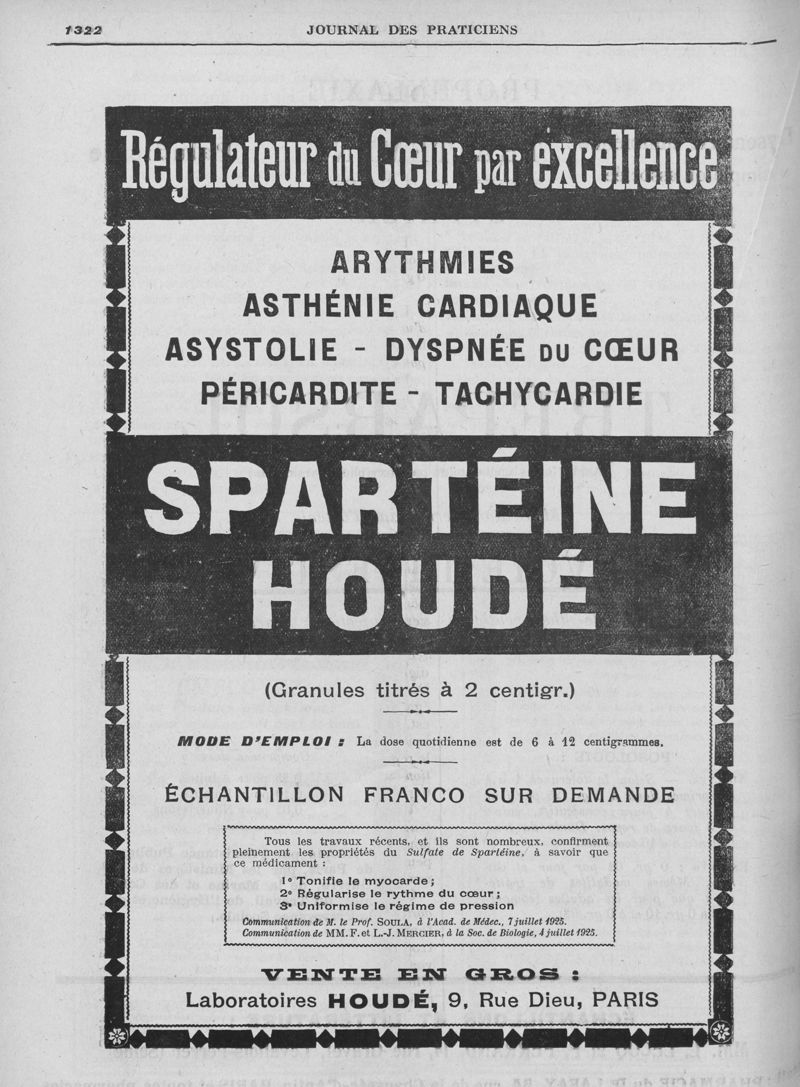 1322
JOURNAL DES PRATICIENS
Régulateur du Cœur par excellence
ARYTHMIES
ASTHÉNIE CARDIAQUE
ASYSTOLIE - DYSPNÉE DU CŒUR
PÉRICARDITE - TACHYCARDIE
SPARTÉINE
HOUDÉ
(Granules titrés à 2 centigr.)
MODE D'EMPLOI : La dose quotidienne est de 6 à 12 centigrammes.
ÉCHANTILLON FRANCO SUR DEMANDE
Tous les travaux récents, et ils sont nombreux, confirment
pleinement les propriétés du Sulfate de Spartéine, à savoir que
ce médicament :
1° Tonifie le myocarde ;
2° Régularise le rythme du cœur ;
3° Uniformise le régime de pression
Communication de M. le Prof. SOULA, à l'Acad. de Médec., 7 juillet 1925.
Communication de MM. F. et L.-J. MERCIER, à la Soc. de Biologie, 4 juillet 1925.
VENTE EN GROS :
Laboratoires HOUDÉ, 9, Rue Dieu, PARIS